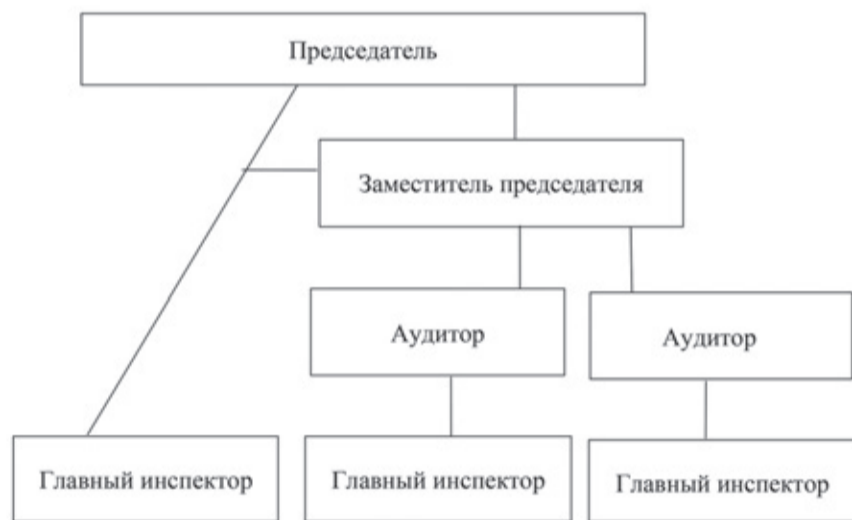 Председатель
Заместитель председателя
Аудитор
Аудитор
Главный инспектор
Главный инспектор
Главный инспектор